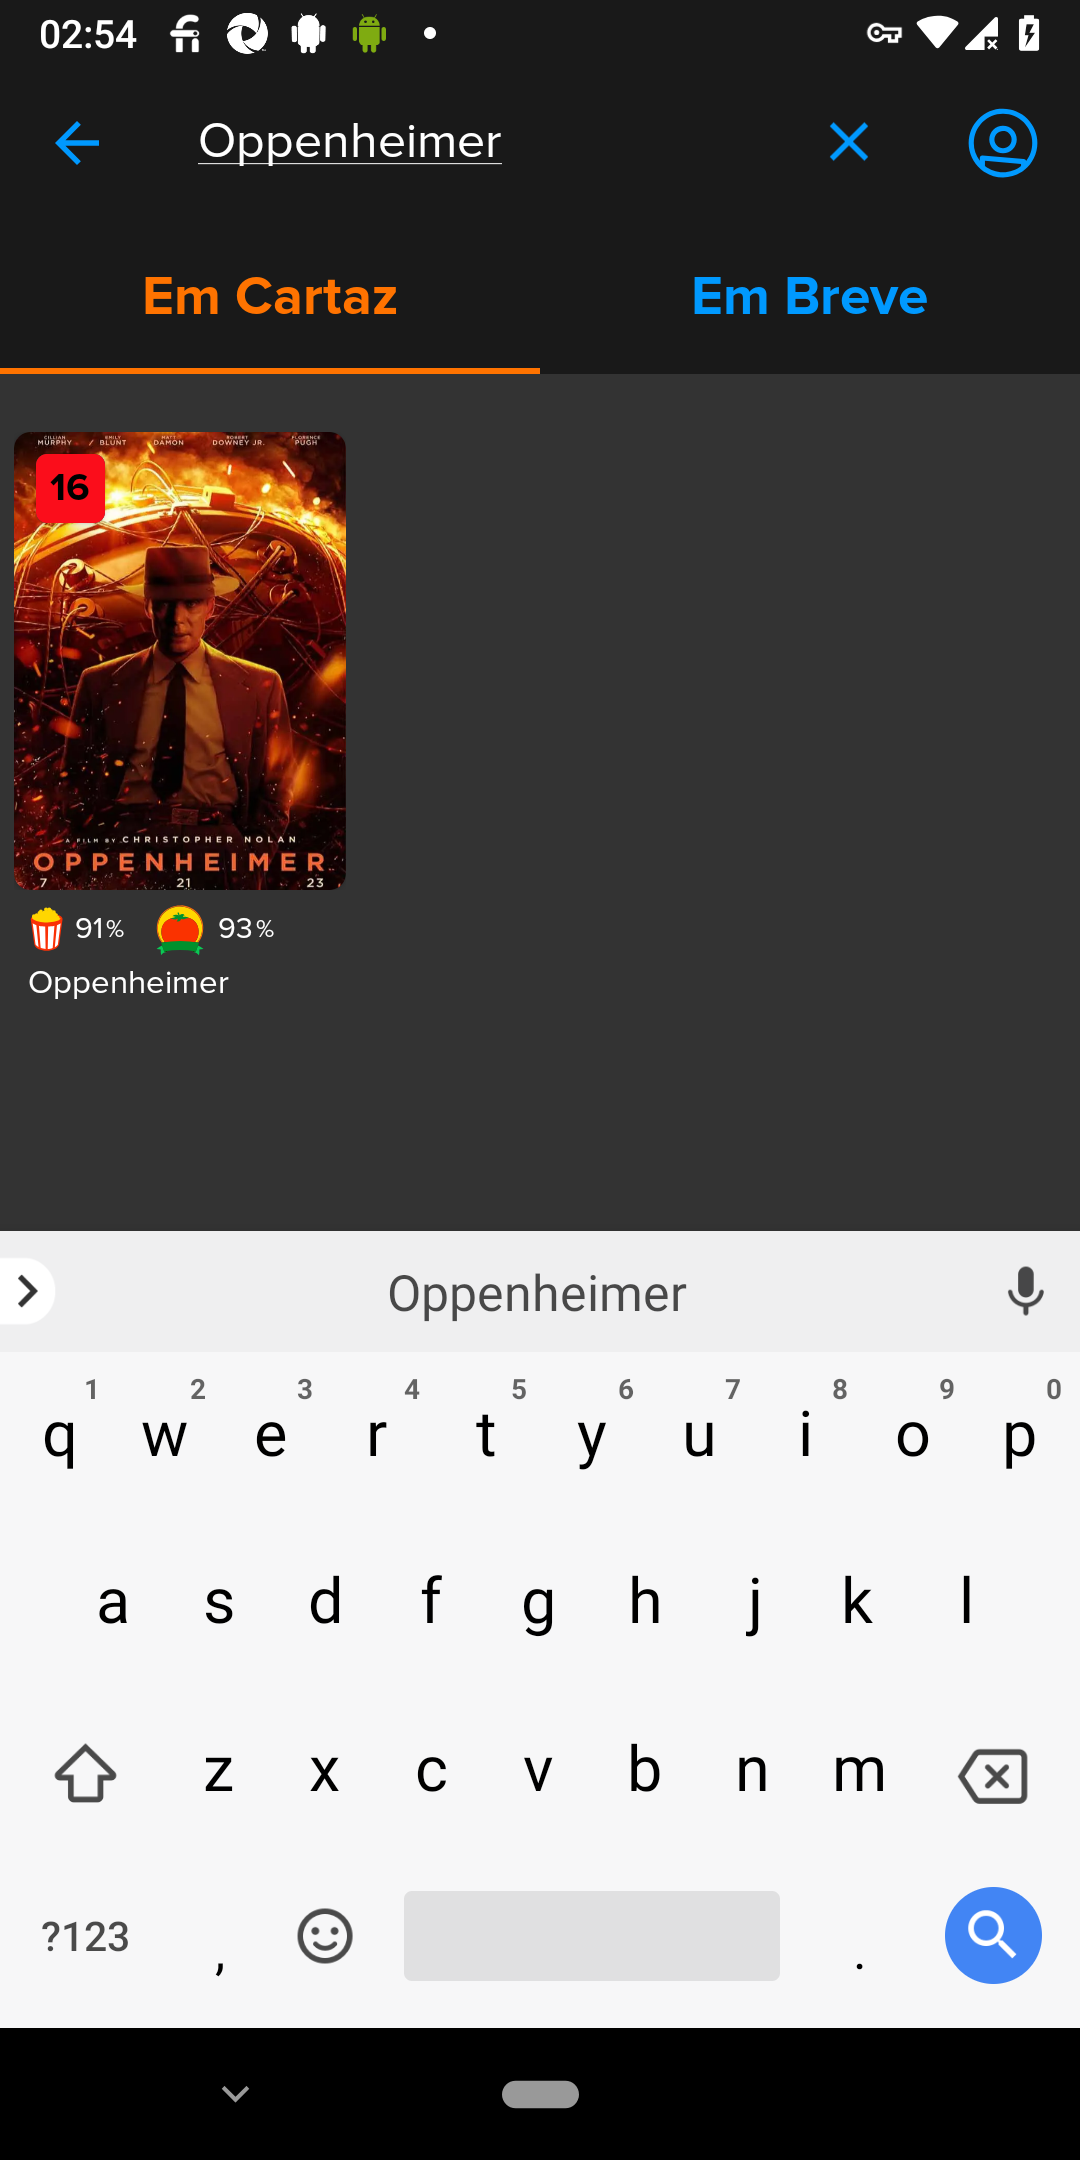 02:54
Oppenheimer
Em Cartaz
Em Breve
CILLIAN MURPHY / EMILY BLUNT MATT DAMON ROBERT DOWNEY JR. FLORENCE PUGH
16
A FILM BY CHRISTOPHER NOLAN
OPPENHEIMER
7 21 23
91% 93%
Oppenheimer
Oppenheimer
1 2 3 4 5 6 7 8 9 0
q w e r t y u i o p
a s d f g h j k l
z x c v b n m
?123 , .